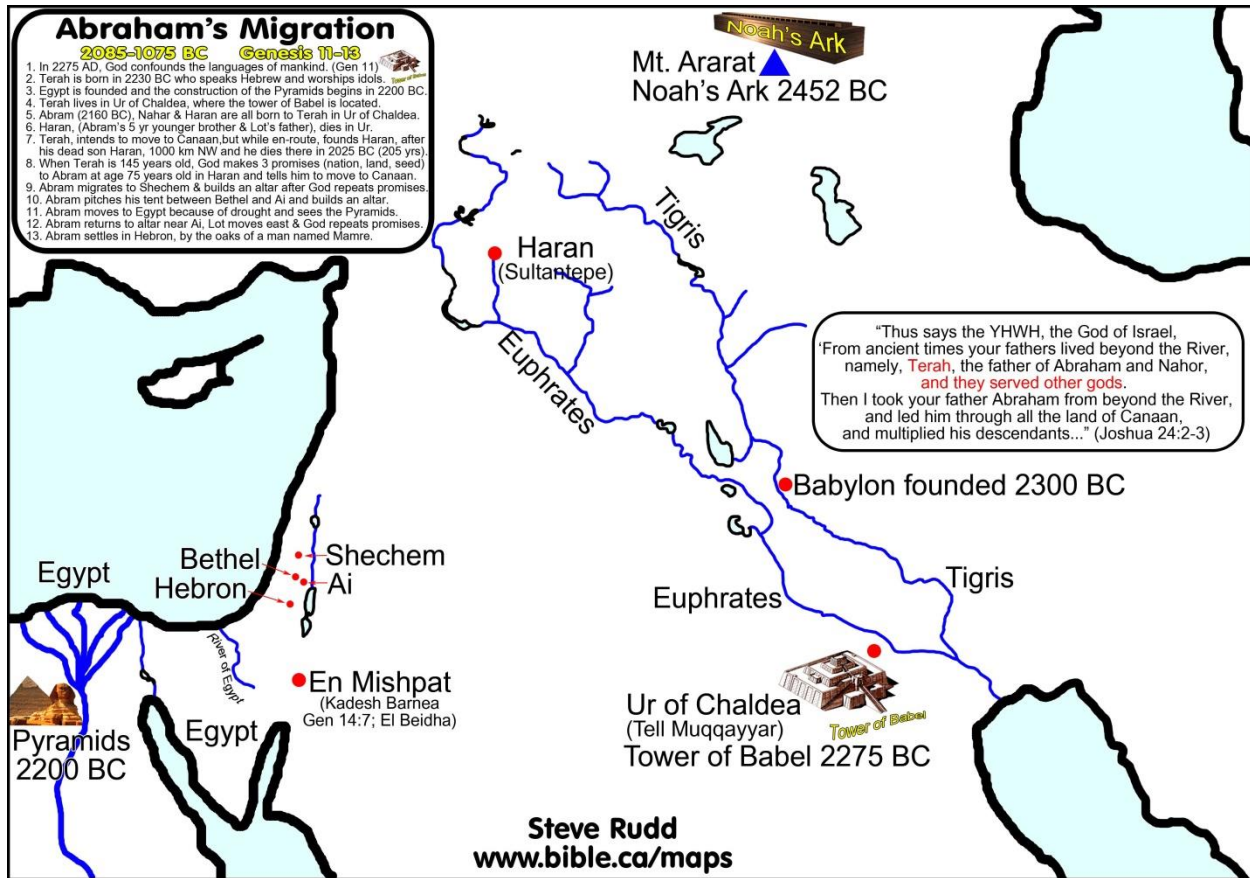 Abraham's Migration
2085-1075 BC Genesis 11-13
Tower of Babel
1. In 2275 AD, God confounds the languages of mankind. (Gen 11)
2. Terah is born in 2230 BC who speaks Hebrew and worships idols.
3. Egypt is founded and the construction of the Pyramids begins in 2200 BC.
4. Terah lives in Ur of Chaldea, where the tower of Babel is located.
5. Abram (2160 BC), Nahar & Haran are all born to Terah in Ur of Chaldea.
6. Haran, (Abram's 5 yr younger brother & Lot's father), dies in Ur.
7. Terah, intends to move to Canaan,but while en-route, founds Haran, after
his dead son Haran, 1000 km NW and he dies there in 2025 BC (205 yrs).
8. When Terah is 145 years old, God makes 3 promises (nation, land, seed)
to Abram at age 75 years old in Haran and tells him to move to Canaan.
9. Abram migrates to Shechem & builds an altar after God repeats promises.
10. Abram pitches his tent between Bethel and Ai and builds an altar.
11. Abram moves to Egypt because of drought and sees the Pyramids.
12. Abram returns to altar near Ai, Lot moves east & God repeats promises.
13. Abram settles in Hebron, by the oaks of a man named Mamre.
Noah's Ark
Mt. Ararat
Noah's Ark 2452 BC
Tigris
Haran
(Sultantepe)
Euphrates
"Thus says the YHWH, the God of Israel,
'From ancient times your fathers lived beyond the River,
namely, Terah, the father of Abraham and Nahor,
and they served other gods.
Then I took your father Abraham from beyond the River,
and led him through all the land of Canaan,
and multiplied his descendants..." (Joshua 24:2-3)
Babylon founded 2300 BC
Shechem
Bethel
Ai
Hebron
Egypt
Euphrates
Tigris
River of Egypt
En Mishpat
(Kadesh Barnea
Gen 14:7; El Beidha)
Egypt
Pyramids
2200 BC
Ur of Chaldea
(Tell Muqqayyar)
Tower of Babel
Tower of Babel 2275 BC
Steve Rudd
www.bible.ca/maps